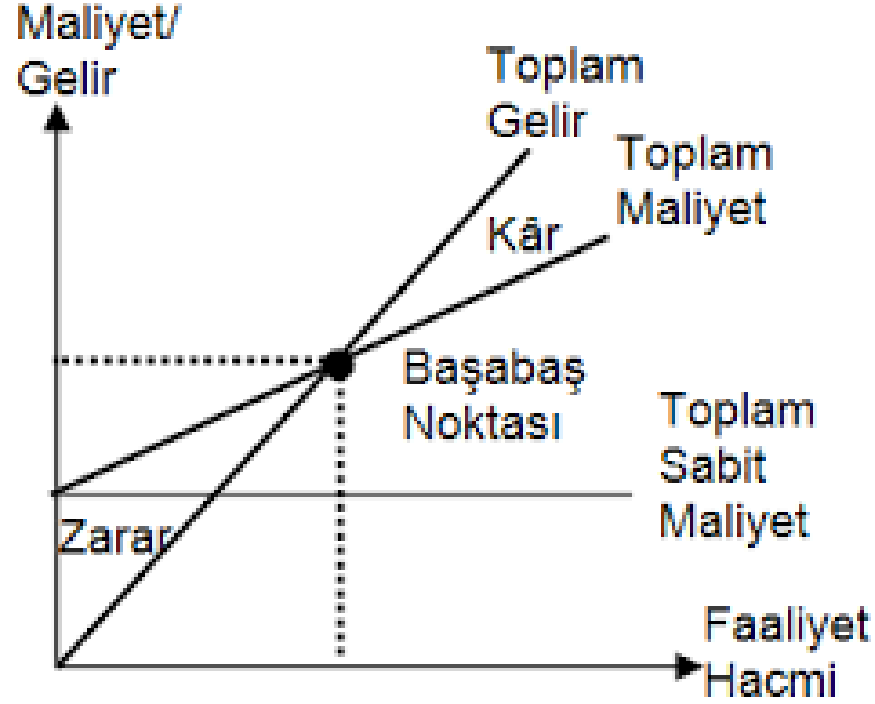 Maliyet/
Gelir
Toplam
Gelir
Toplam
Maliyet
Kâr
Başabaş
Noktası
Toplam
Sabit
Maliyet
Zarar
Faaliyet
Hacmi